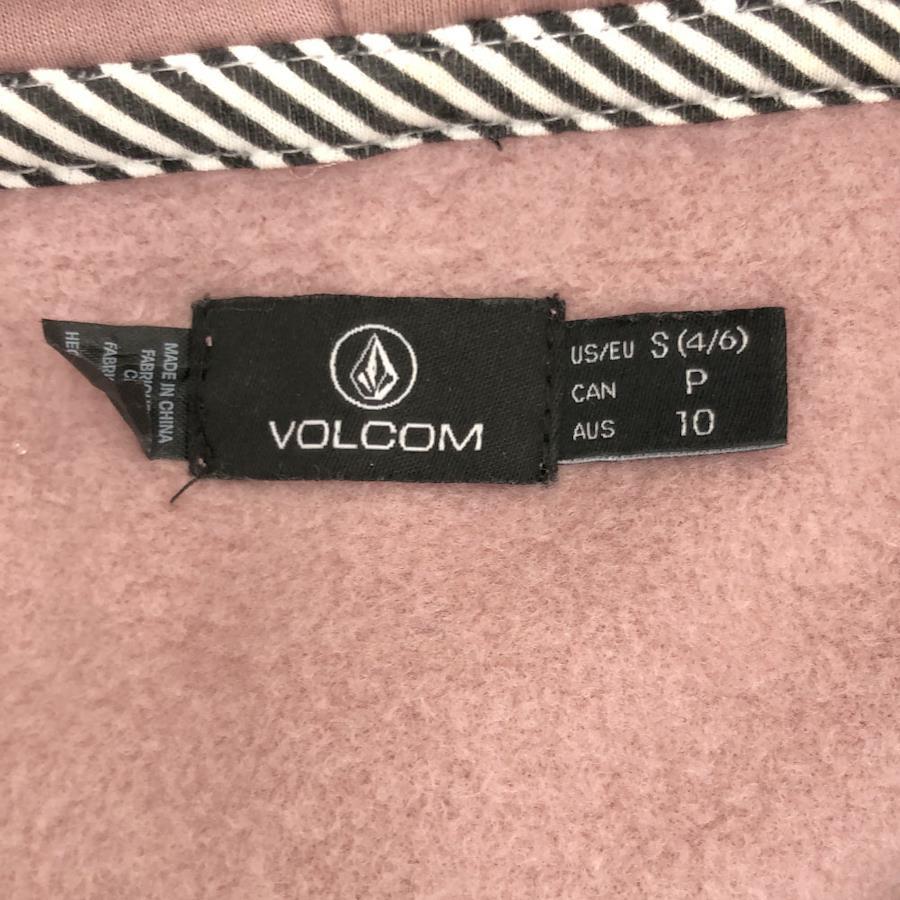 VOLCOM
US/EU S (4/6)
CAN P
AUS 10
MADE IN CHINA